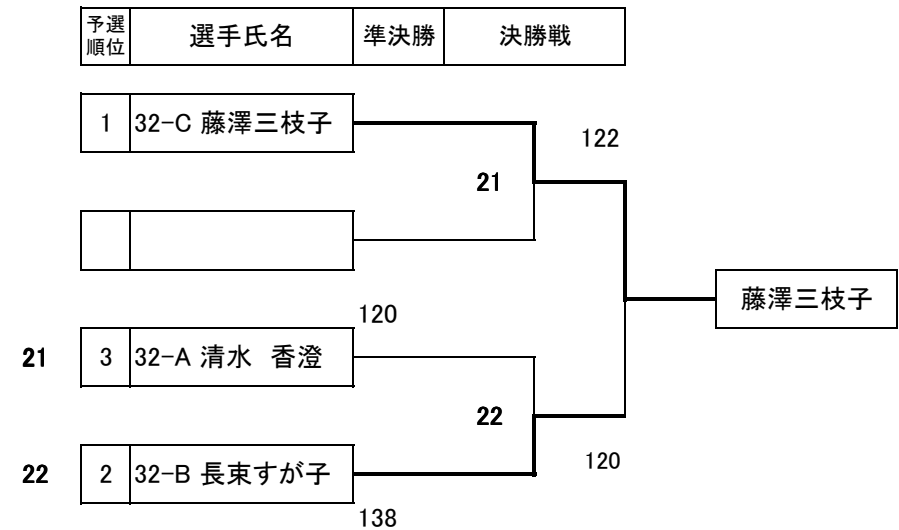 予選
順位
選手氏名
準決勝
決勝戦
1
32-C 藤澤三枝子
122
21
藤澤三枝子
120
21
3
32-A 清水　香澄
22
22
2
32-B 長束すが子
120
138